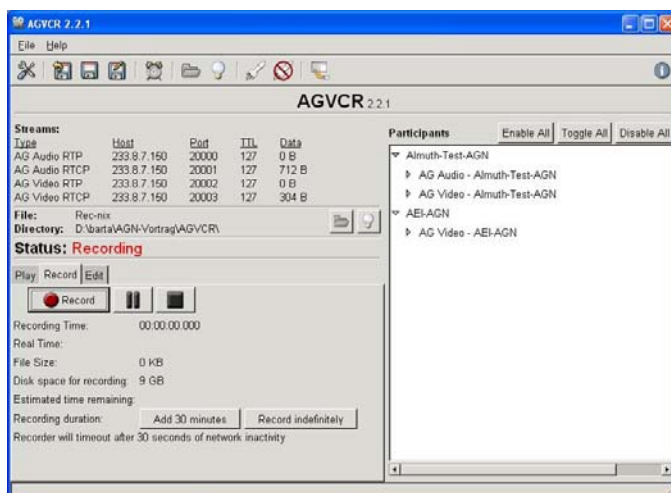 AGVCR 2.2.1
File Help
AGVCR 2.2.1
Streams:
Type Host Port TTL Data
AG Audio RTP 233.8.7.150 20000 127 0 B
AG Audio RTCP 233.8.7.150 20001 127 712 B
AG Video RTP 233.8.7.150 20002 127 0 B
AG Video RTCP 233.8.7.150 20003 127 304 B
File: Rec-nix
Directory: D:\barta\AGN-Vortrag\AGVCR\
Status: Recording
Play Record Edit
Record
Recording Time: 00:00:00.000
Real Time:
File Size: 0 KB
Disk space for recording: 9 GB
Estimated time remaining:
Recording duration: Add 30 minutes Record indefinitely
Recorder will timeout after 30 seconds of network inactivity
Participants Enable All Toggle All Disable All
Almuth-Test-AGN
AG Audio - Almuth-Test-AGN
AG Video - Almuth-Test-AGN
AEI-AGN
AG Video - AEI-AGN